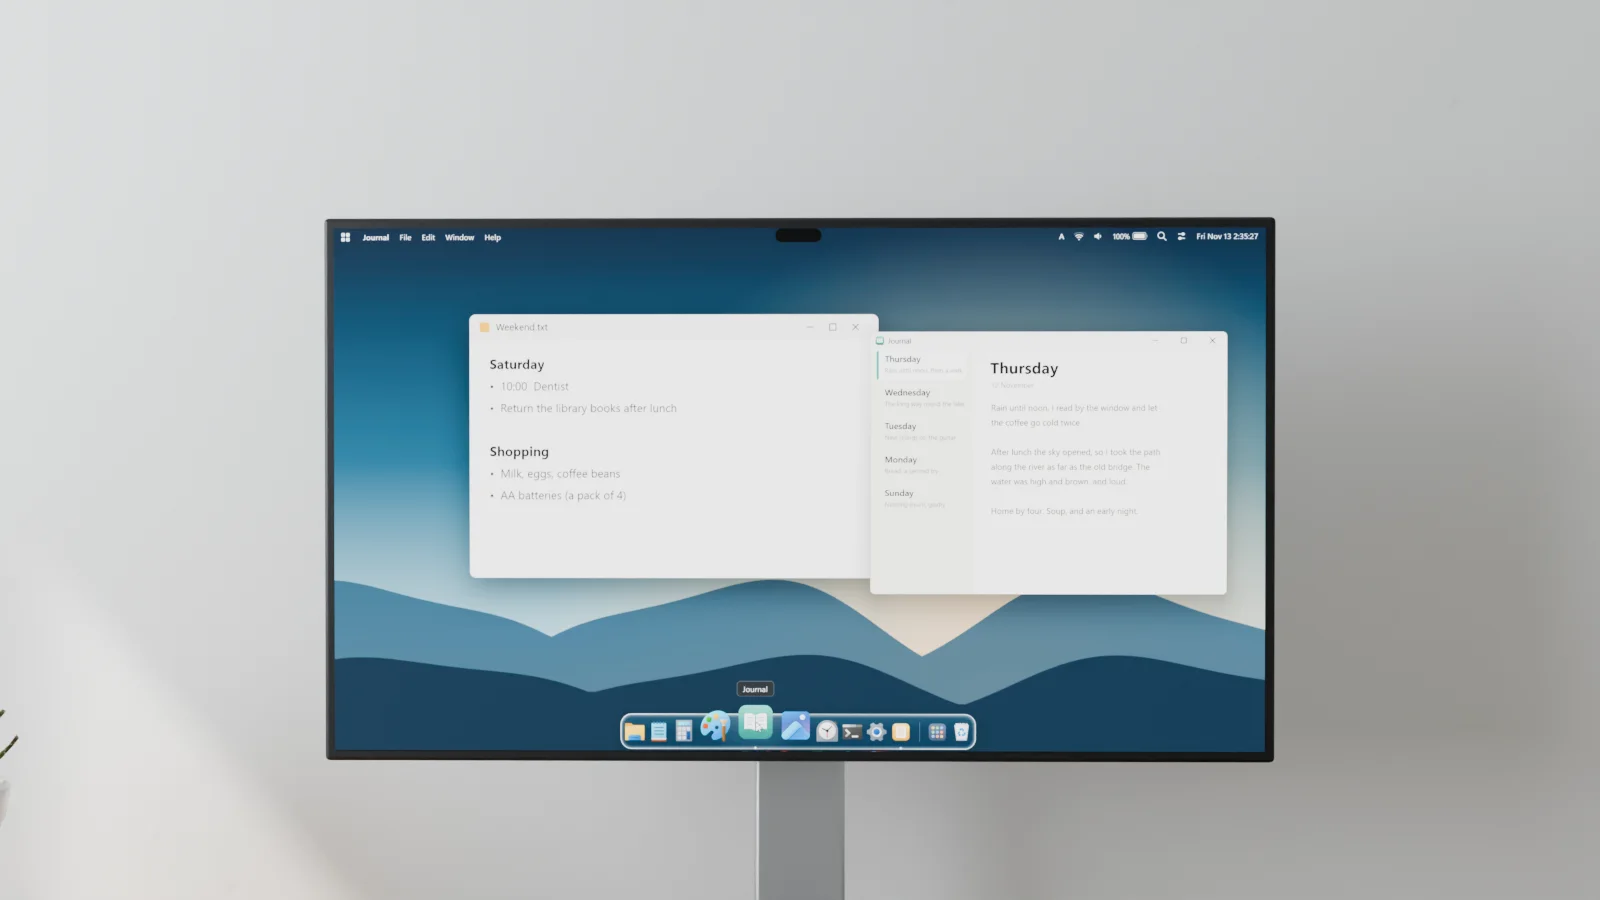 Journal File Edit Window Help
A 100% Fri Nov 13 2:35:27
Weekend.txt
Saturday
• 10:00 Dentist
• Return the library books after lunch
Shopping
• Milk, eggs, coffee beans
• AA batteries (a pack of 4)
Journal
Thursday
Wednesday
Tuesday
Monday
Sunday
Thursday
12 November
Rain until noon. I read by the window and let
the coffee go cold twice.
After lunch the sky opened, so I took the path
along the river as far as the old bridge. The
water was high and brown, and loud.
Home by four. Soup, and an early night.
Journal